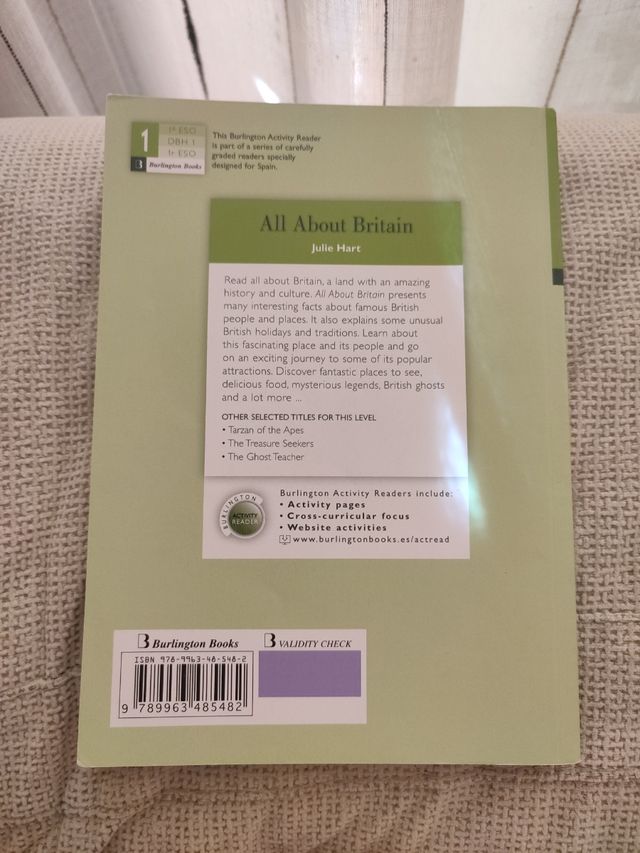 1
1º ESO
DBH 1
1r ESO
B Burlington Books
This Burlington Activity Reader
is part of a series of carefully
graded readers specially
designed for Spain.
All About Britain
Julie Hart
Read all about Britain, a land with an amazing
history and culture. All About Britain presents
many interesting facts about famous British
people and places. It also explains some unusual
British holidays and traditions. Learn about
this fascinating place and its people and go
on an exciting journey to some of its popular
attractions. Discover fantastic places to see,
delicious food, mysterious legends, British ghosts
and a lot more ...
OTHER SELECTED TITLES FOR THIS LEVEL
• Tarzan of the Apes
• The Treasure Seekers
• The Ghost Teacher
BURLINGTON
ACTIVITY
READER
Burlington Activity Readers include:
• Activity pages
• Cross-curricular focus
• Website activities
www.burlingtonbooks.es/actread
B Burlington Books
B VALIDITY CHECK
ISBN 978-9963-48-548-2
9 789963 485482